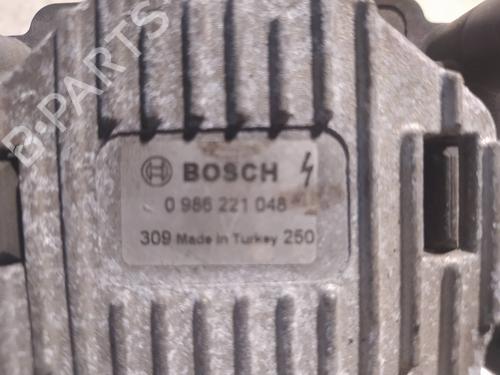 BOSCH
0 986 221 048
309 Made in Turkey 250
B-PARTS